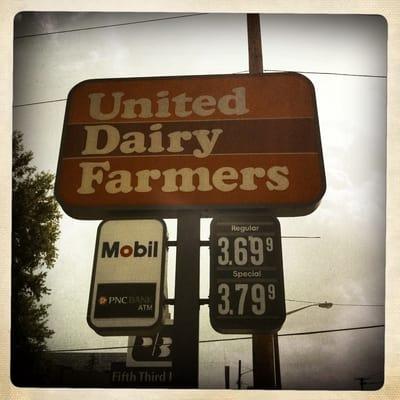 United
Dairy
Farmers
Mobil
PNC BANK
ATM
Regular
3.69 9
Special
3.79 9
Fifth Third